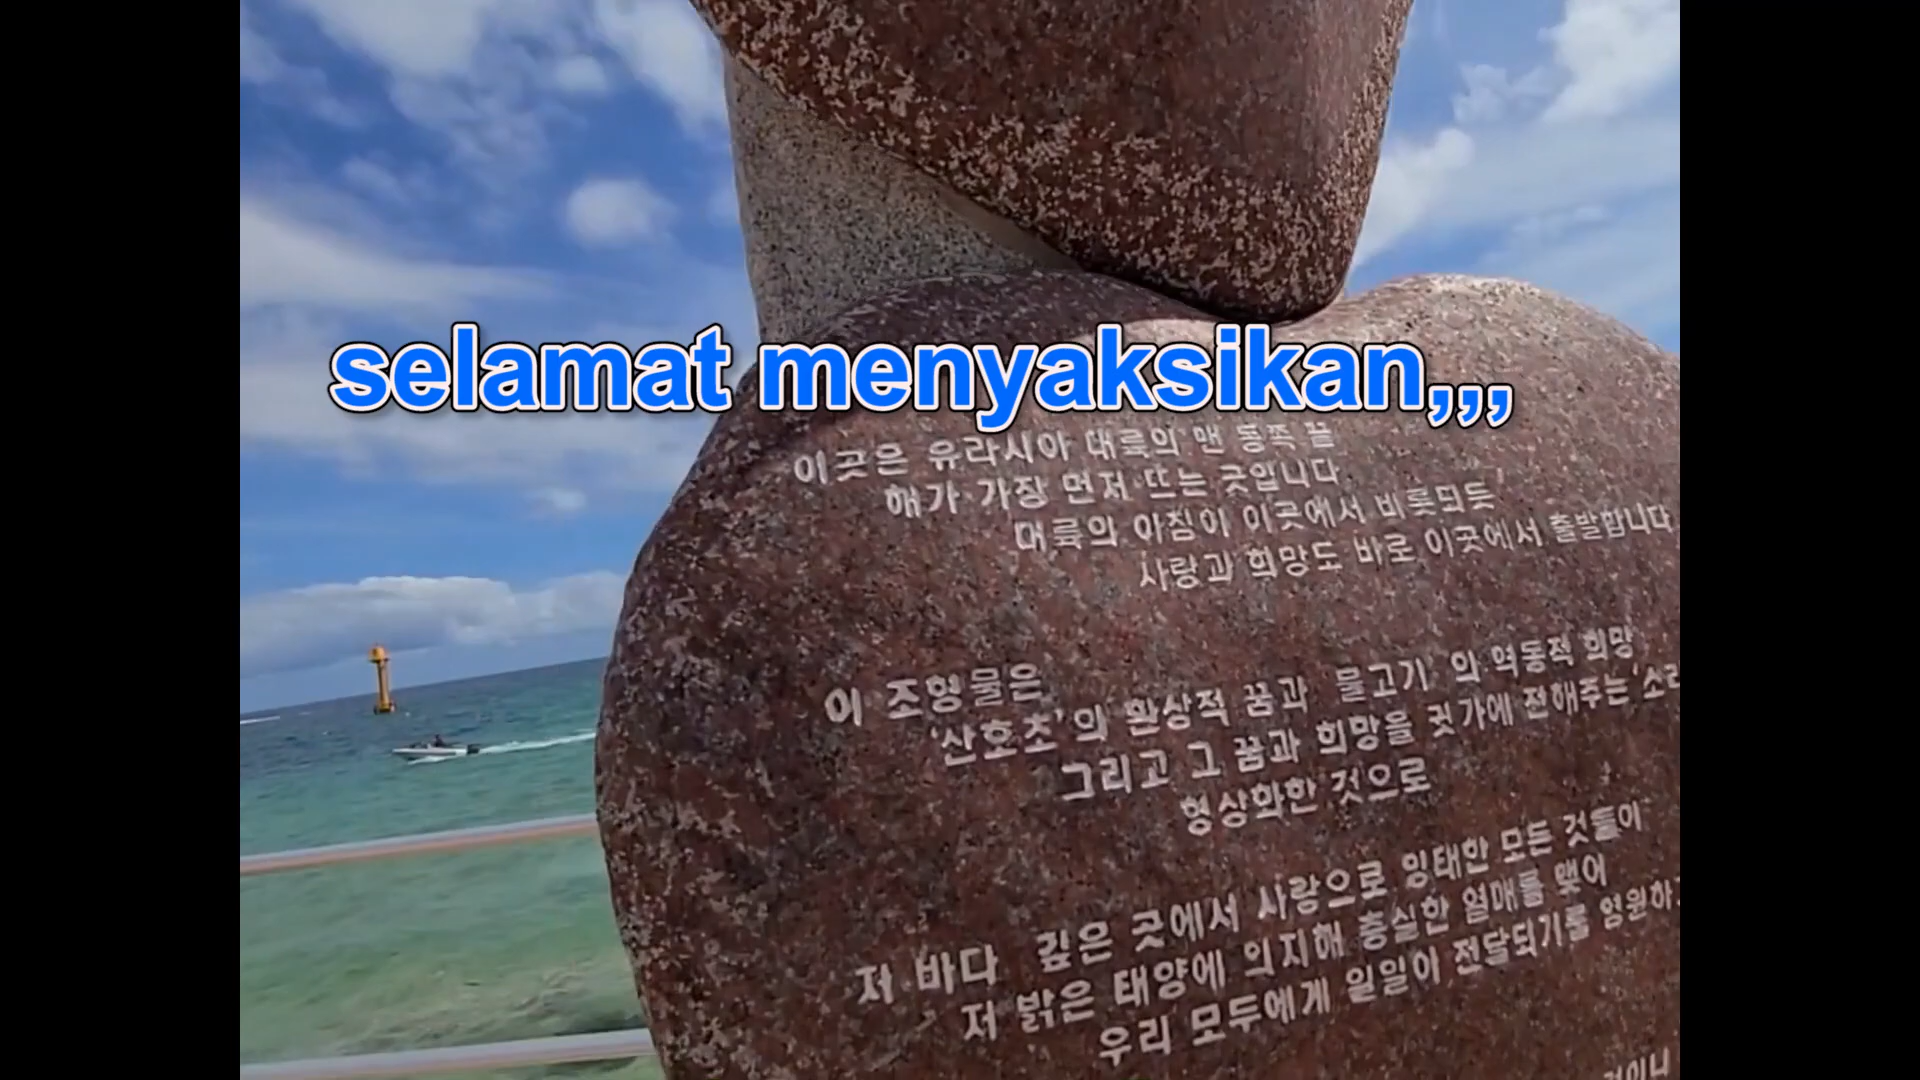 selamat menyaksikan,,,
이곳은 유라시아 대륙의 맨 동쪽 끝
해가 가장 먼저 뜨는 곳입니다
대륙의 아침이 이곳에서 비롯되듯
사랑과 희망도 바로 이곳에서 출발합니다
이 조형물은
'산호초'의 환상적 꿈과 물고기 의 역동적 희망
그리고 그 꿈과 희망을 귓가에 전해주는 '소라
형상화한 것으로
저 바다 깊은 곳에서 사랑으로 잉태한 모든 것들이
저 밝은 태양에 의지해 충실한 열매를 맺어
우리 모두에게 일일이 전달되기를 염원하